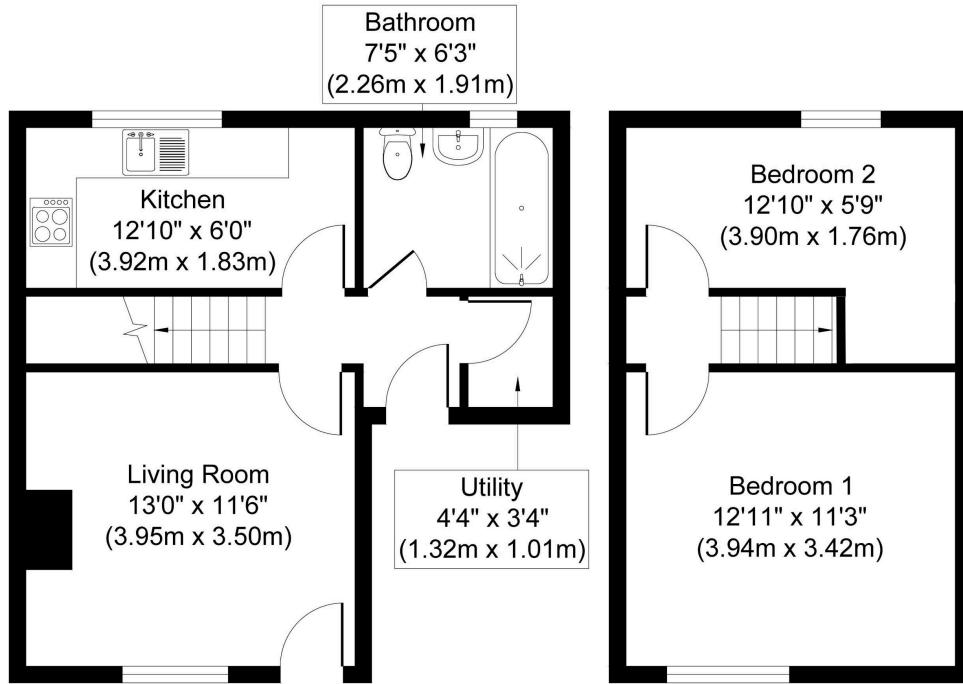 Bathroom
7'5" x 6'3"
(2.26m x 1.91m)
Kitchen
12'10" x 6'0"
(3.92m x 1.83m)
Bedroom 2
12'10" x 5'9"
(3.90m x 1.76m)
Living Room
13'0" x 11'6"
(3.95m x 3.50m)
Utility
4'4" x 3'4"
(1.32m x 1.01m)
Bedroom 1
12'11" x 11'3"
(3.94m x 3.42m)